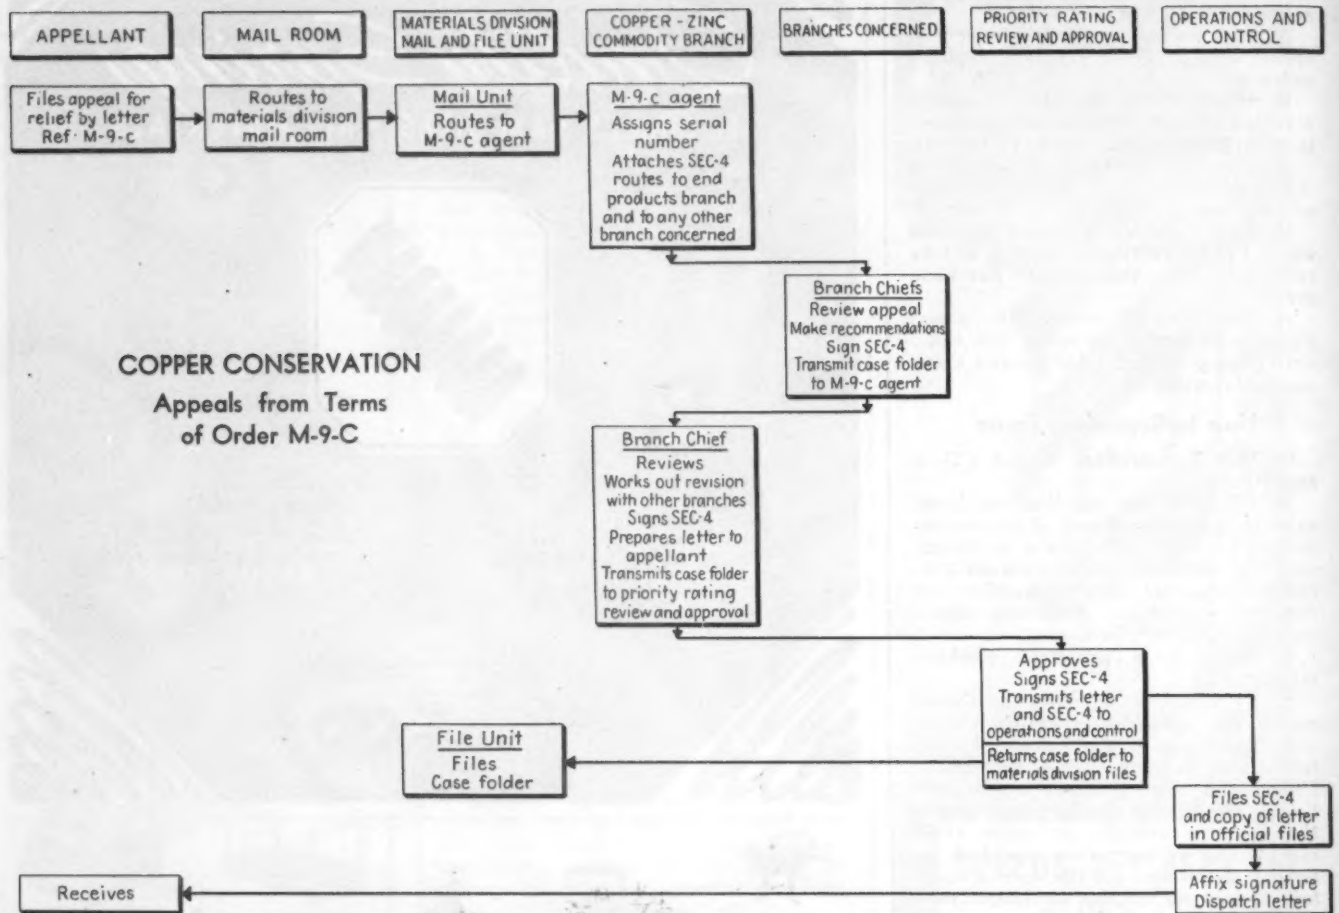 APPELLANT
MAIL ROOM
MATERIALS DIVISION
MAIL AND FILE UNIT
COPPER - ZINC
COMMODITY BRANCH
BRANCHES CONCERNED
PRIORITY RATING
REVIEW AND APPROVAL
OPERATIONS AND
CONTROL
Files appeal for
relief by letter
Ref· M-9-c
Routes to
materials division
mail room
Mail Unit
Routes to
M-9-c agent
M-9-c agent
Assigns serial
number
Attaches SEC-4
routes to end
products branch
and to any other
branch concerned
Branch Chiefs
Review appeal
Make recommendations
Sign SEC-4
Transmit case folder
to M-9-c agent
COPPER CONSERVATION
Appeals from Terms
of Order M-9-C
Branch Chief
Reviews
Works out revision
with other branches
Signs SEC-4
Prepares letter to
appellant
Transmits case folder
to priority rating
review and approval
Approves
Signs SEC-4
Transmits letter
and SEC-4 to
operations and control
Returns case folder to
materials division files
File Unit
Files
Case folder
Files SEC-4
and copy of letter
in official files
Affix signature
Dispatch letter
Receives